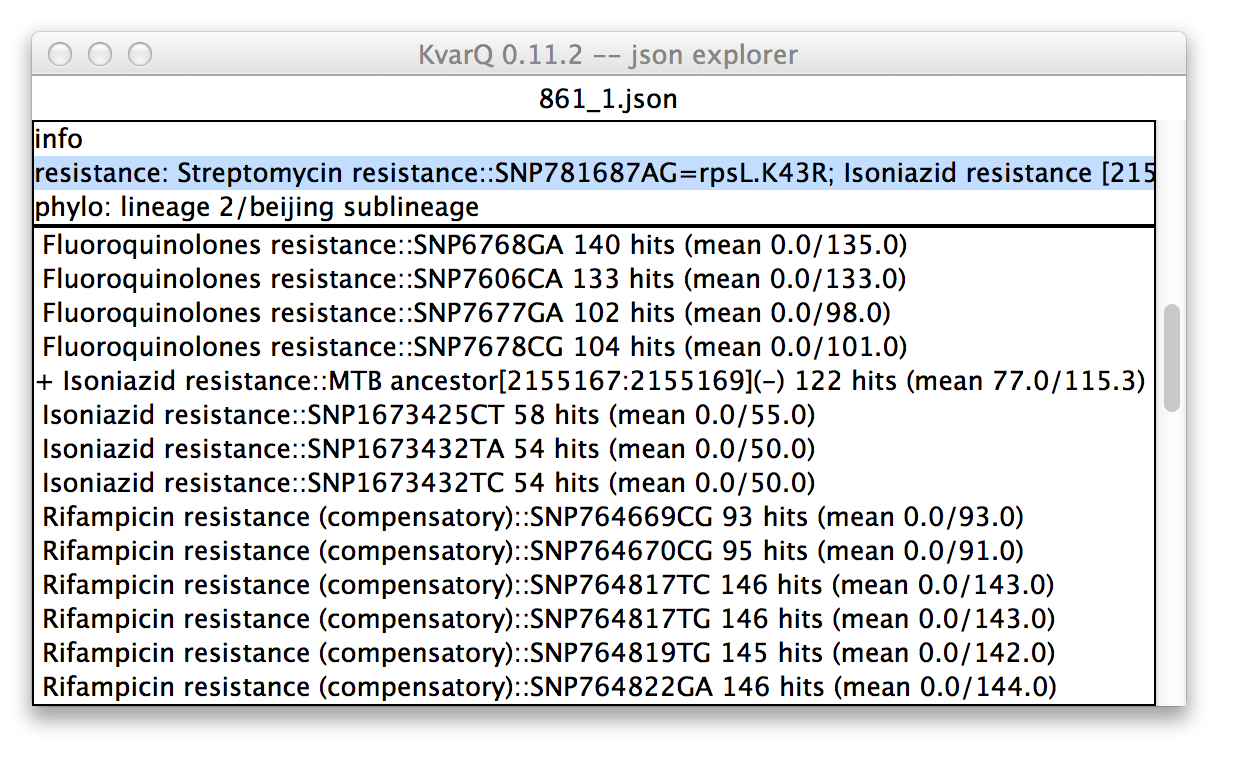 KvarQ 0.11.2 -- json explorer
861_1.json
info
resistance: Streptomycin resistance::SNP781687AG=rpsL.K43R; Isoniazid resistance [215
phylo: lineage 2/beijing sublineage
Fluoroquinolones resistance::SNP6768GA 140 hits (mean 0.0/135.0)
Fluoroquinolones resistance::SNP7606CA 133 hits (mean 0.0/133.0)
Fluoroquinolones resistance::SNP7677GA 102 hits (mean 0.0/98.0)
Fluoroquinolones resistance::SNP7678CG 104 hits (mean 0.0/101.0)
+ Isoniazid resistance::MTB ancestor[2155167:2155169](-) 122 hits (mean 77.0/115.3)
Isoniazid resistance::SNP1673425CT 58 hits (mean 0.0/55.0)
Isoniazid resistance::SNP1673432TA 54 hits (mean 0.0/50.0)
Isoniazid resistance::SNP1673432TC 54 hits (mean 0.0/50.0)
Rifampicin resistance (compensatory)::SNP764669CG 93 hits (mean 0.0/93.0)
Rifampicin resistance (compensatory)::SNP764670CG 95 hits (mean 0.0/91.0)
Rifampicin resistance (compensatory)::SNP764817TC 146 hits (mean 0.0/143.0)
Rifampicin resistance (compensatory)::SNP764817TG 146 hits (mean 0.0/143.0)
Rifampicin resistance (compensatory)::SNP764819TG 145 hits (mean 0.0/142.0)
Rifampicin resistance (compensatory)::SNP764822GA 146 hits (mean 0.0/144.0)